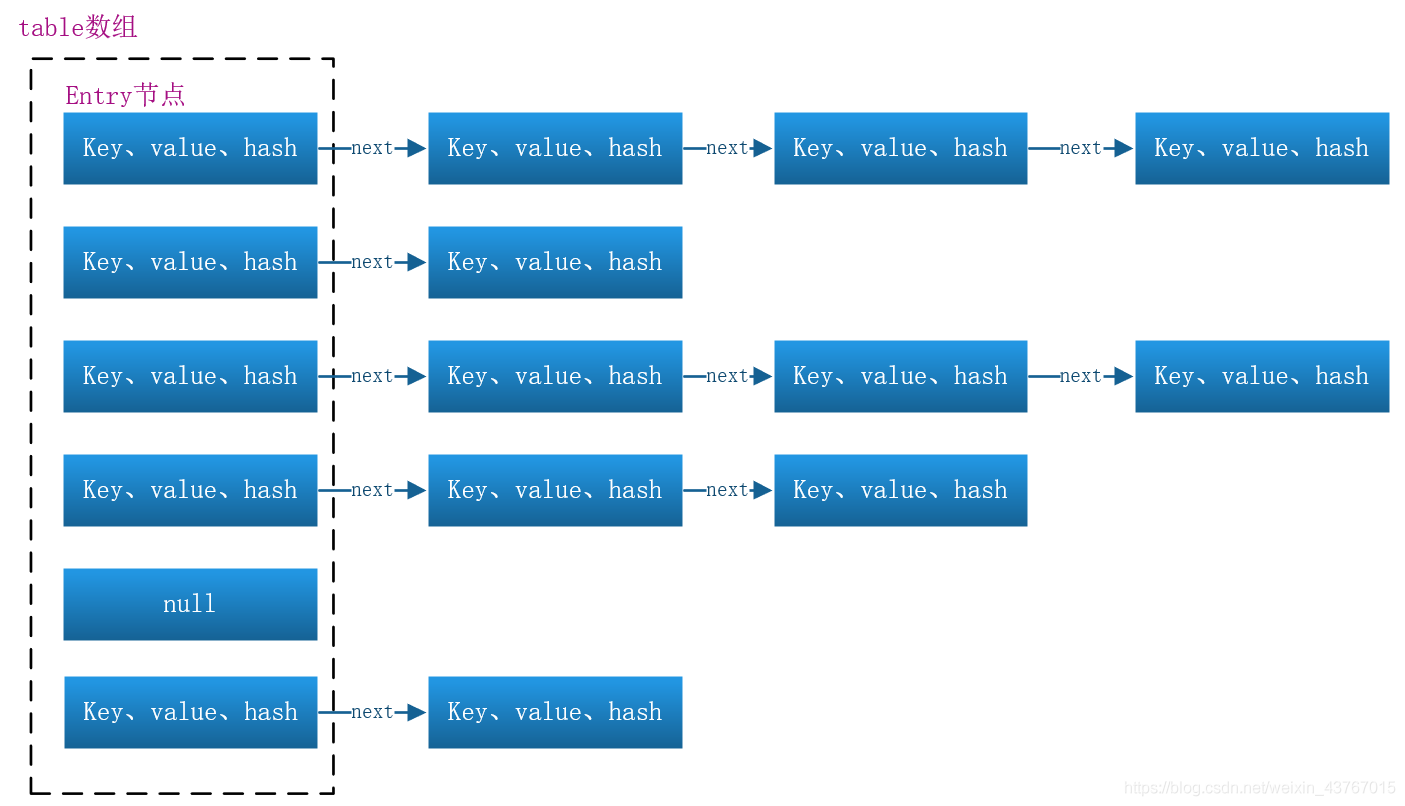 table数组
Entry节点
Key、value、hash next Key、value、hash next Key、value、hash next Key、value、hash
Key、value、hash next Key、value、hash
Key、value、hash next Key、value、hash next Key、value、hash next Key、value、hash
Key、value、hash next Key、value、hash next Key、value、hash
null
Key、value、hash next Key、value、hash
https://blog.csdn.net/weixin_43767015